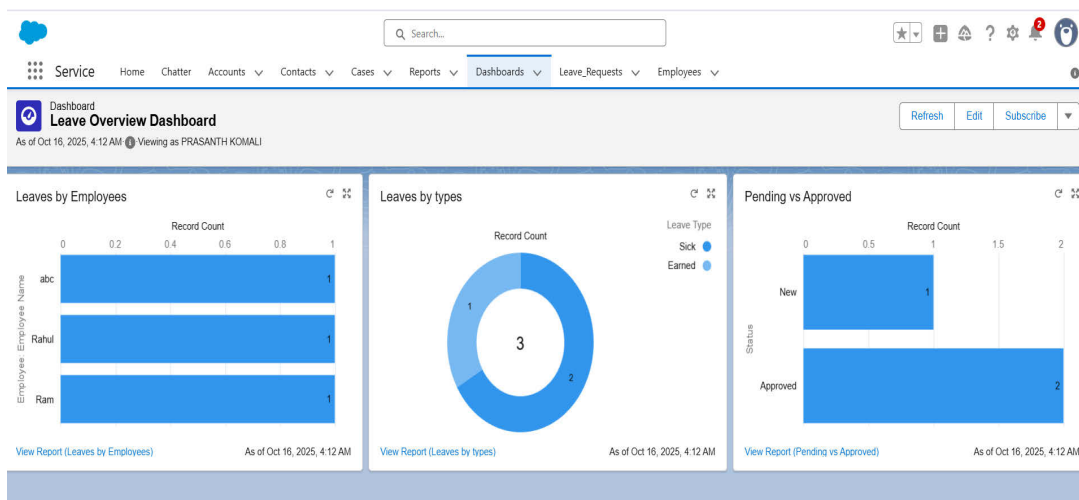 Search...
2
Service Home Chatter Accounts Contacts Cases Reports Dashboards Leave_Requests Employees
Dashboard
Leave Overview Dashboard
As of Oct 16, 2025, 4:12 AM Viewing as PRASANTH KOMALI
Refresh Edit Subscribe
Leaves by Employees
Record Count
0 0.2 0.4 0.6 0.8 1
Employee: Employee Name
abc 1
Rahul 1
Ram 1
View Report (Leaves by Employees) As of Oct 16, 2025, 4:12 AM
Leaves by types
Record Count
Leave Type
Sick
Earned
1
3
2
View Report (Leaves by types) As of Oct 16, 2025, 4:12 AM
Pending vs Approved
Record Count
0 0.5 1 1.5 2
Status
New 1
Approved 2
View Report (Pending vs Approved) As of Oct 16, 2025, 4:12 AM